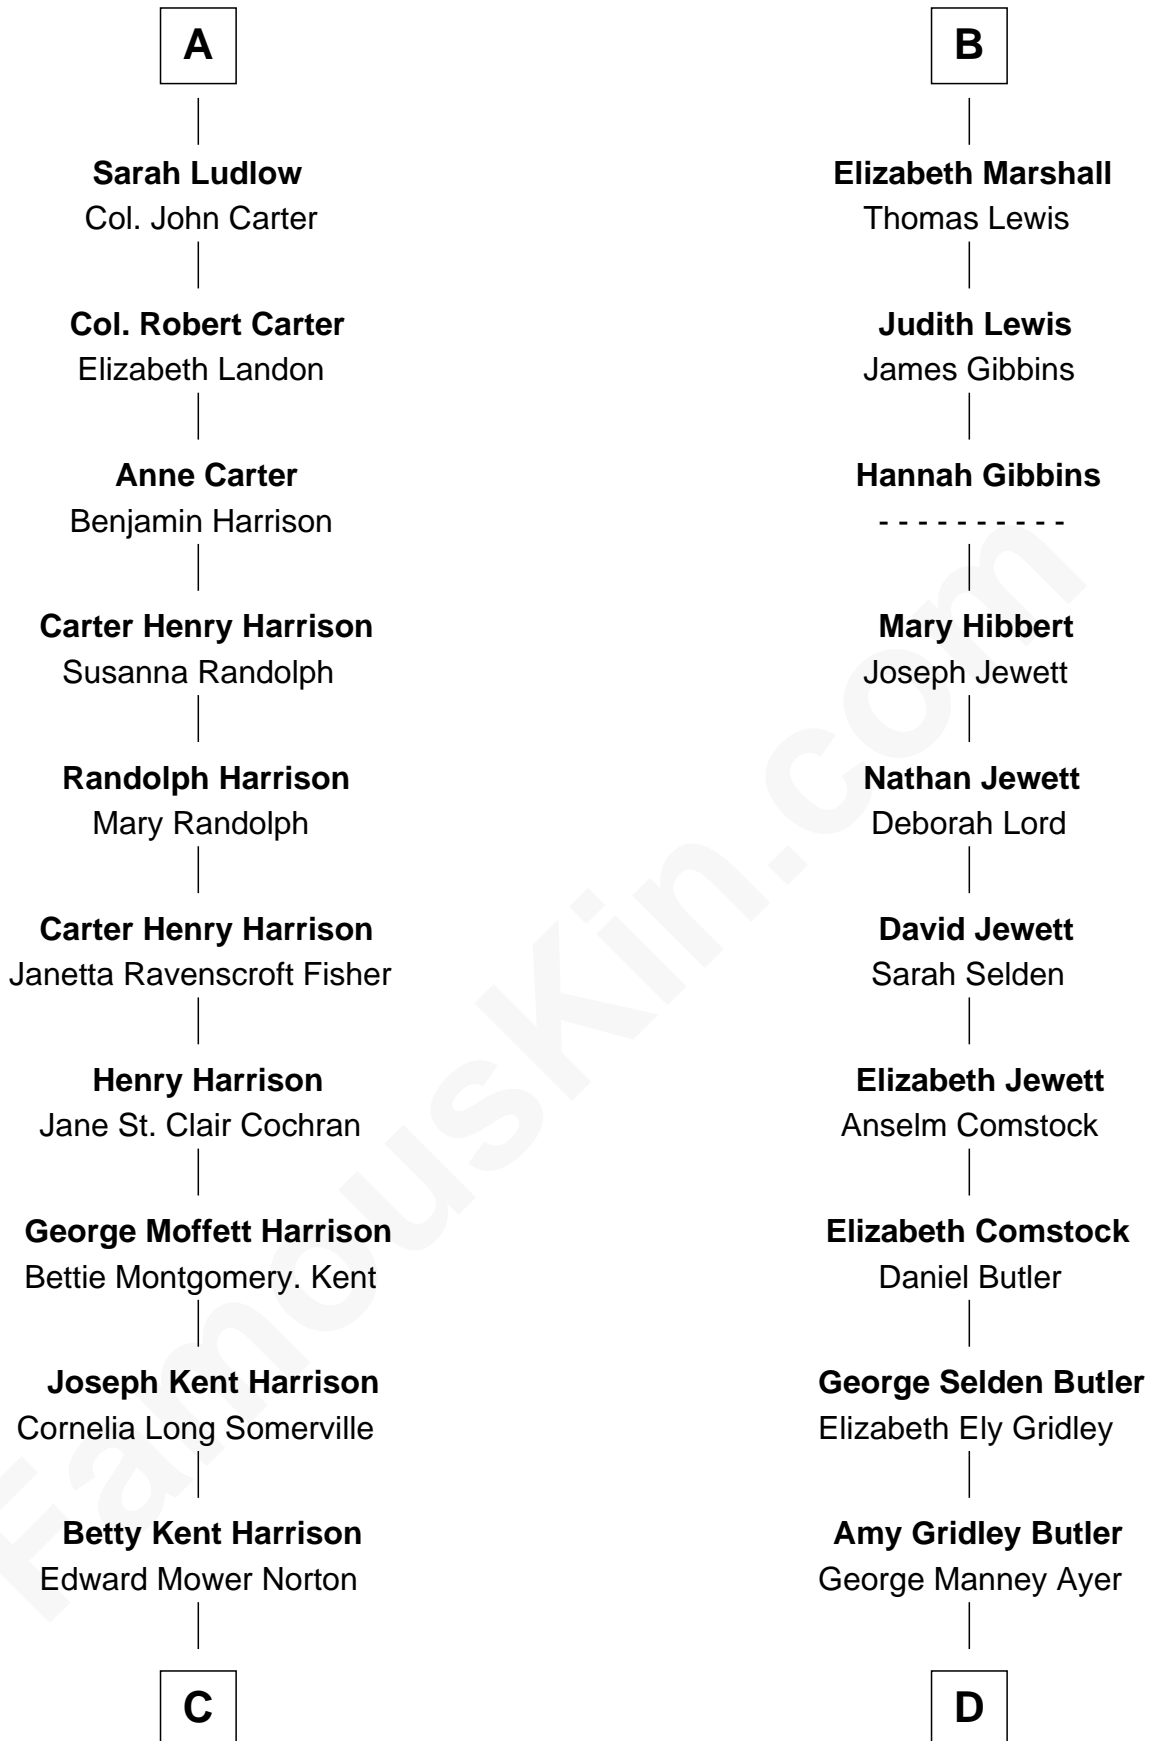 A
Sarah Ludlow
Col. John Carter
Col. Robert Carter
Elizabeth Landon
Anne Carter
Benjamin Harrison
Carter Henry Harrison
Susanna Randolph
Randolph Harrison
Mary Randolph
Carter Henry Harrison
Janetta Ravenscroft Fisher
Henry Harrison
Jane St. Clair Cochran
George Moffett Harrison
Bettie Montgomery. Kent
Joseph Kent Harrison
Cornelia Long Somerville
Betty Kent Harrison
Edward Mower Norton
C
B
Elizabeth Marshall
Thomas Lewis
Judith Lewis
James Gibbins
Hannah Gibbins
- - - - - - - - - -
Mary Hibbert
Joseph Jewett
Nathan Jewett
Deborah Lord
David Jewett
Sarah Selden
Elizabeth Jewett
Anselm Comstock
Elizabeth Comstock
Daniel Butler
George Selden Butler
Elizabeth Ely Gridley
Amy Gridley Butler
George Manney Ayer
D
FamousKin.com